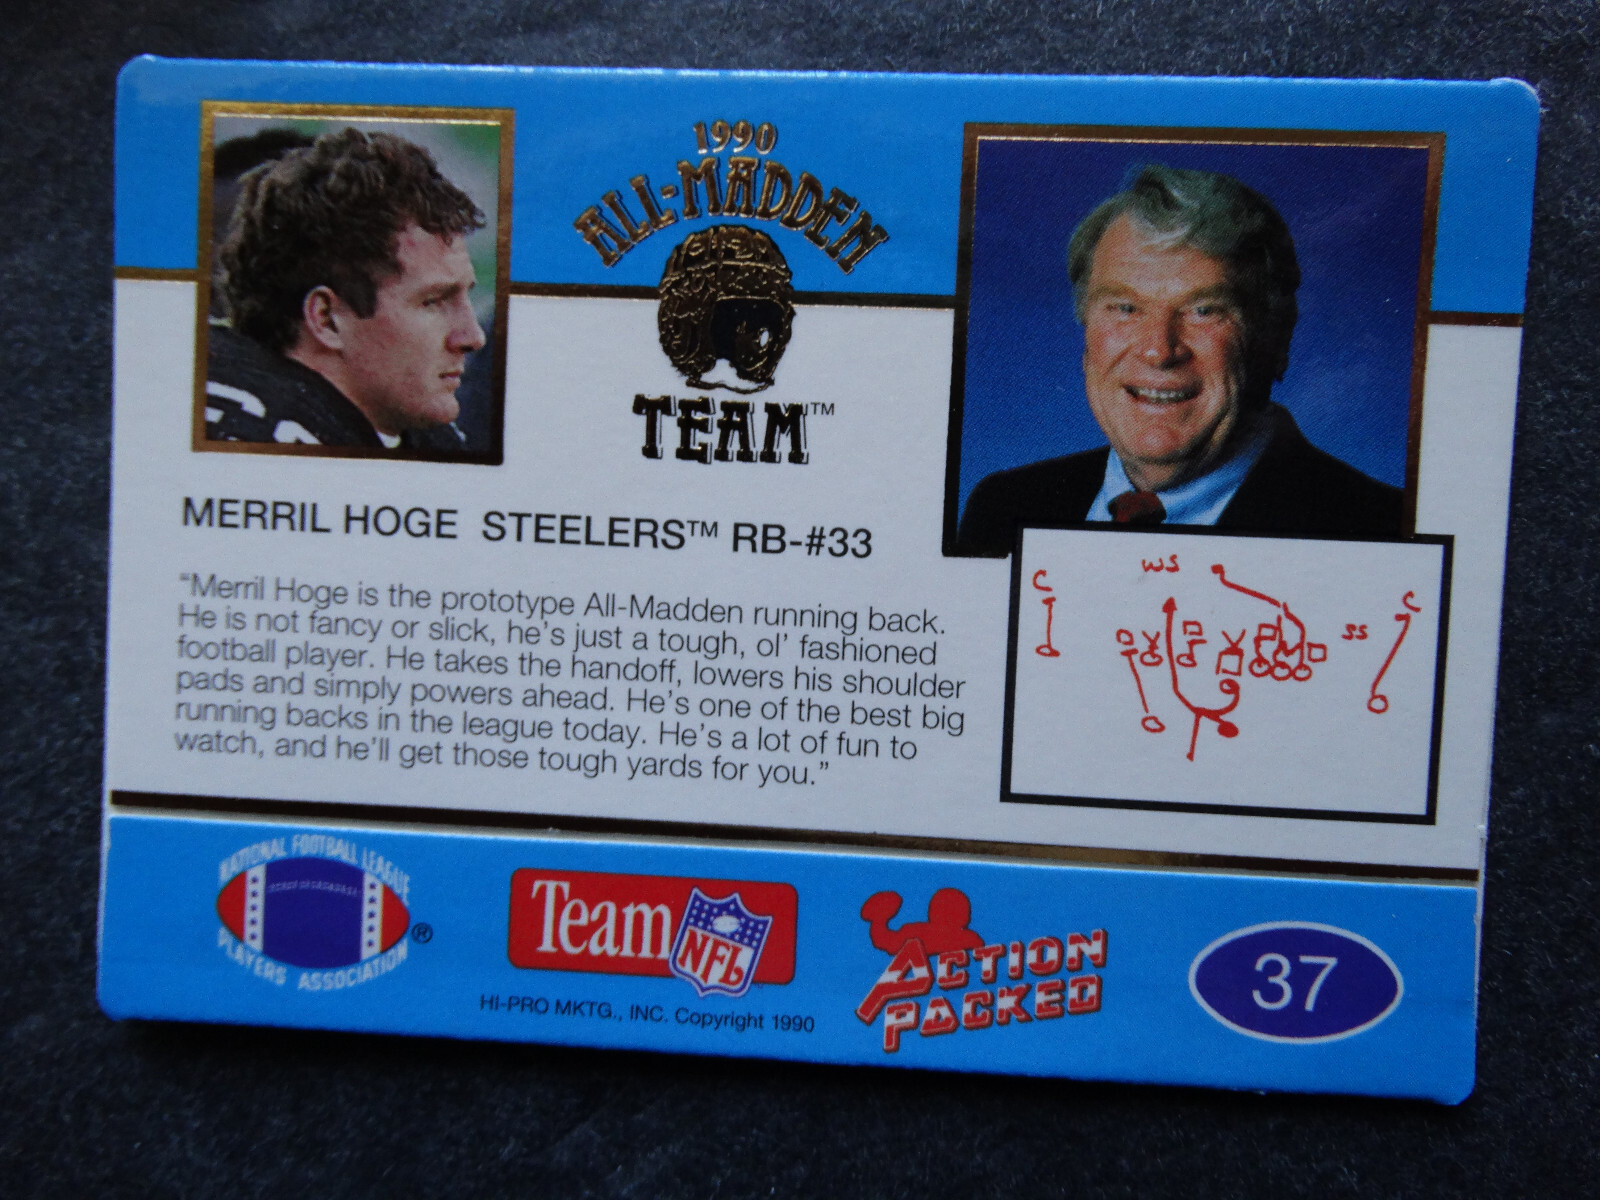 1990
ALL-MADDEN
TEAM™
MERRIL HOGE STEELERS™ RB-#33
“Merril Hoge is the prototype All-Madden running back.
He is not fancy or slick, he’s just a tough, ol’ fashioned
football player. He takes the handoff, lowers his shoulder
pads and simply powers ahead. He’s one of the best big
running backs in the league today. He’s a lot of fun to
watch, and he’ll get those tough yards for you.”
C
WS
C
SS
NATIONAL FOOTBALL LEAGUE
PLAYERS ASSOCIATION ®
Team NFL
HI-PRO MKTG., INC. Copyright 1990
ACTION
PACKED
37